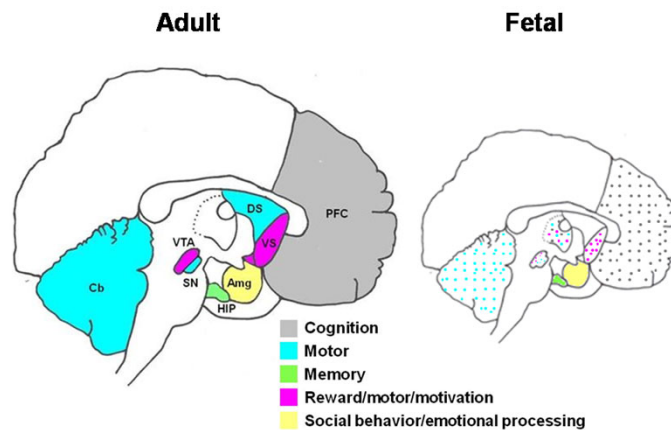 Adult
Fetal
PFC
DS
VS
VTA
SN
Cb
Amg
HIP
Cognition
Motor
Memory
Reward/motor/motivation
Social behavior/emotional processing